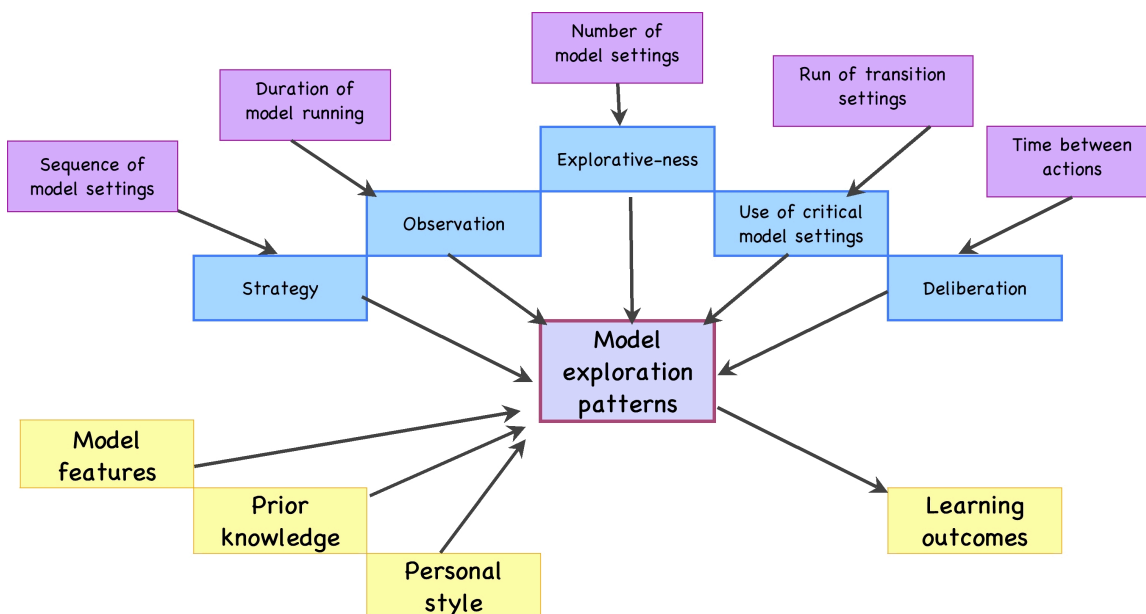 Number of
model settings
Run of transition
settings
Duration of
model running
Time between
actions
Sequence of
model settings
Explorative-ness
Observation
Use of critical
model settings
Strategy
Deliberation
Model
exploration
patterns
Model
features
Prior
knowledge
Personal
style
Learning
outcomes